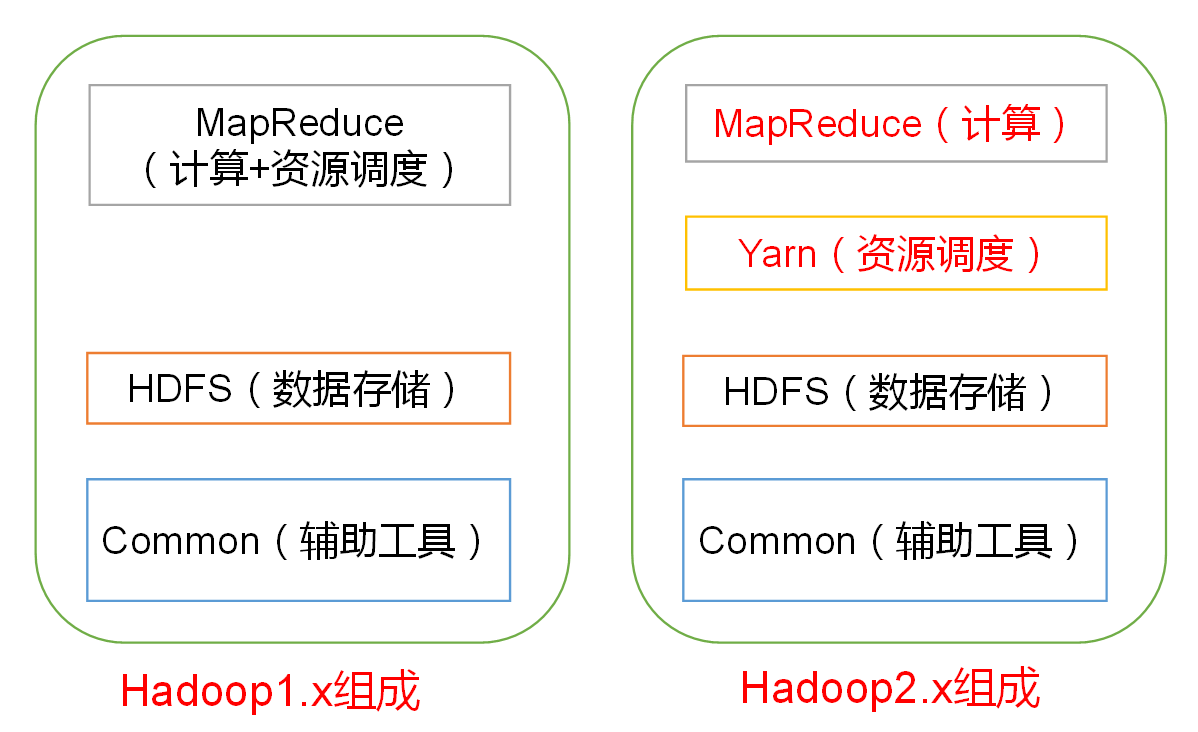 MapReduce
（计算+资源调度）
HDFS（数据存储）
Common（辅助工具）
Hadoop1.x组成
MapReduce（计算）
Yarn（资源调度）
HDFS（数据存储）
Common（辅助工具）
Hadoop2.x组成